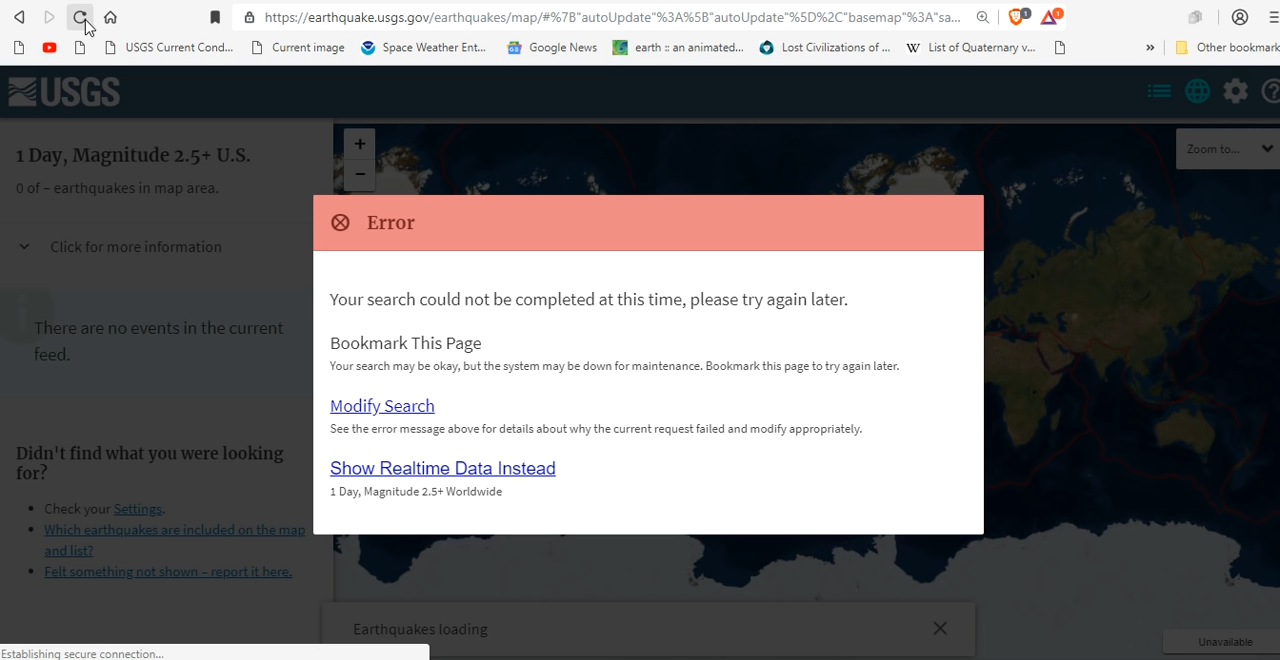 https://earthquake.usgs.gov/earthquakes/map/#%7B"autoUpdate"%3A%5B"autoUpdate"%5D%2C"basemap"%3A"sa...
1
1
USGS Current Cond...
Current image
Space Weather Ent...
Google News
earth :: an animated...
Lost Civilizations of ...
W
List of Quaternary v...
»
Other bookmark
USGS
1 Day, Magnitude 2.5+ U.S.
0 of – earthquakes in map area.
Click for more information
There are no events in the current
feed.
Didn't find what you were looking
for?
• Check your Settings.
• Which earthquakes are included on the map
and list?
• Felt something not shown – report it here.
+
−
Zoom to...
Error
Your search could not be completed at this time, please try again later.
Bookmark This Page
Your search may be okay, but the system may be down for maintenance. Bookmark this page to try again later.
Modify Search
See the error message above for details about why the current request failed and modify appropriately.
Show Realtime Data Instead
1 Day, Magnitude 2.5+ Worldwide
Earthquakes loading
Unavailable
Establishing secure connection...